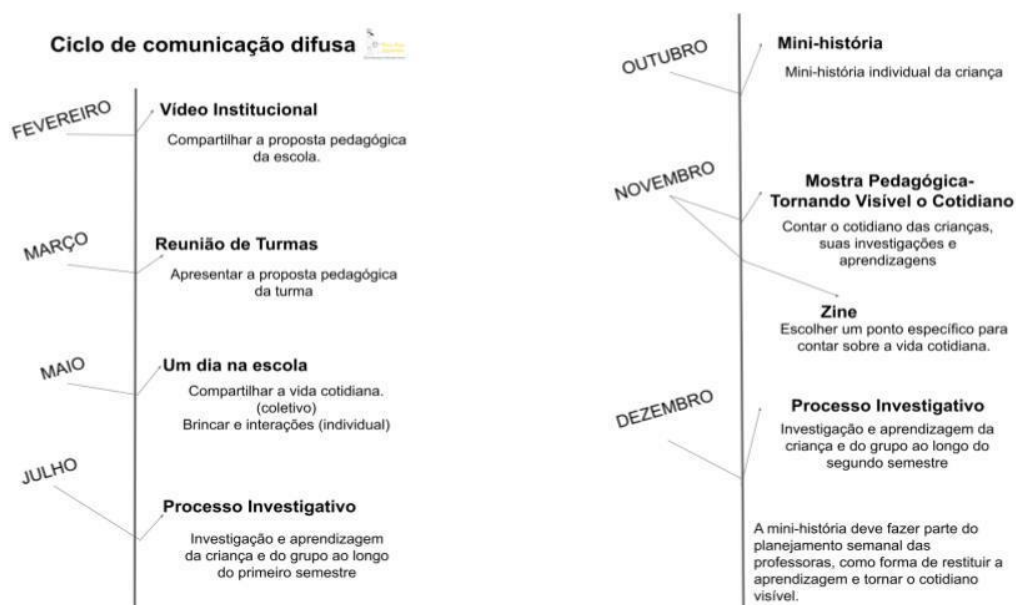 Ciclo de comunicação difusa
FEVEREIRO
Vídeo Institucional
Compartilhar a proposta pedagógica
da escola.
MARÇO
Reunião de Turmas
Apresentar a proposta pedagógica
da turma
MAIO
Um dia na escola
Compartilhar a vida cotidiana.
(coletivo)
Brincar e interações (individual)
JULHO
Processo Investigativo
Investigação e aprendizagem
da criança e do grupo ao longo
do primeiro semestre
OUTUBRO
Mini-história
Mini-história individual da criança
NOVEMBRO
Mostra Pedagógica-
Tornando Visível o Cotidiano
Contar o cotidiano das crianças,
suas investigações e
aprendizagens
Zine
Escolher um ponto específico para
contar sobre a vida cotidiana.
DEZEMBRO
Processo Investigativo
Investigação e aprendizagem da
criança e do grupo ao longo do
segundo semestre
A mini-história deve fazer parte do
planejamento semanal das
professoras, como forma de restituir a
aprendizagem e tornar o cotidiano
visível.